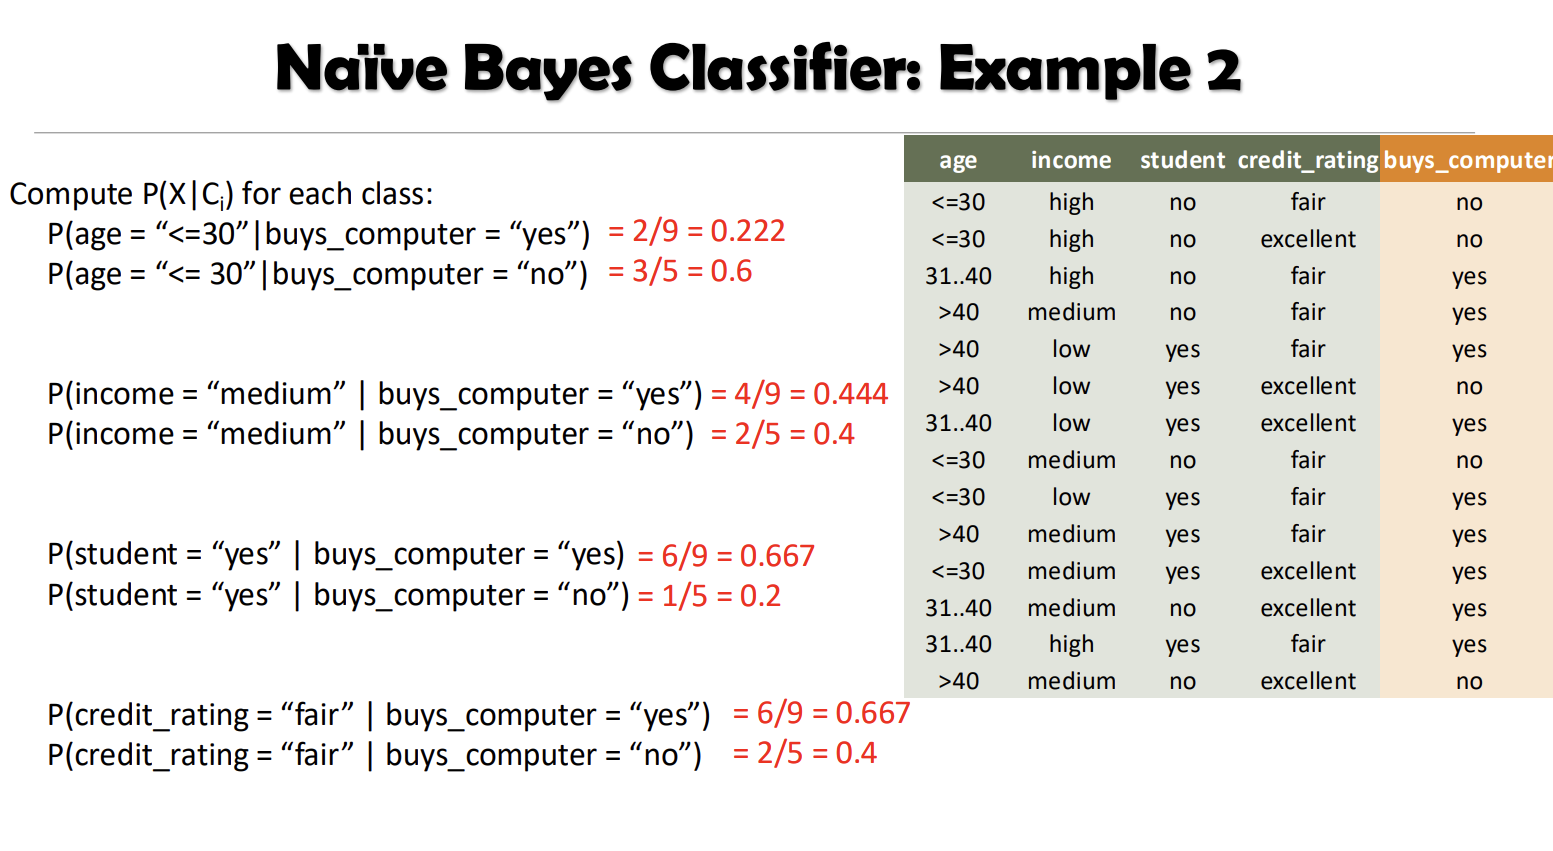 Naïve Bayes Classifier: Example 2
Compute P(X|Ci) for each class:
P(age = “<=30”|buys_computer = “yes”) = 2/9 = 0.222
P(age = “<= 30”|buys_computer = “no”) = 3/5 = 0.6
P(income = “medium” | buys_computer = “yes”) = 4/9 = 0.444
P(income = “medium” | buys_computer = “no”) = 2/5 = 0.4
P(student = “yes” | buys_computer = “yes) = 6/9 = 0.667
P(student = “yes” | buys_computer = “no”) = 1/5 = 0.2
P(credit_rating = “fair” | buys_computer = “yes”) = 6/9 = 0.667
P(credit_rating = “fair” | buys_computer = “no”) = 2/5 = 0.4
age income student credit_rating buys_computer
<=30 high no fair no
<=30 high no excellent no
31..40 high no fair yes
>40 medium no fair yes
>40 low yes fair yes
>40 low yes excellent no
31..40 low yes excellent yes
<=30 medium no fair no
<=30 low yes fair yes
>40 medium yes fair yes
<=30 medium yes excellent yes
31..40 medium no excellent yes
31..40 high yes fair yes
>40 medium no excellent no